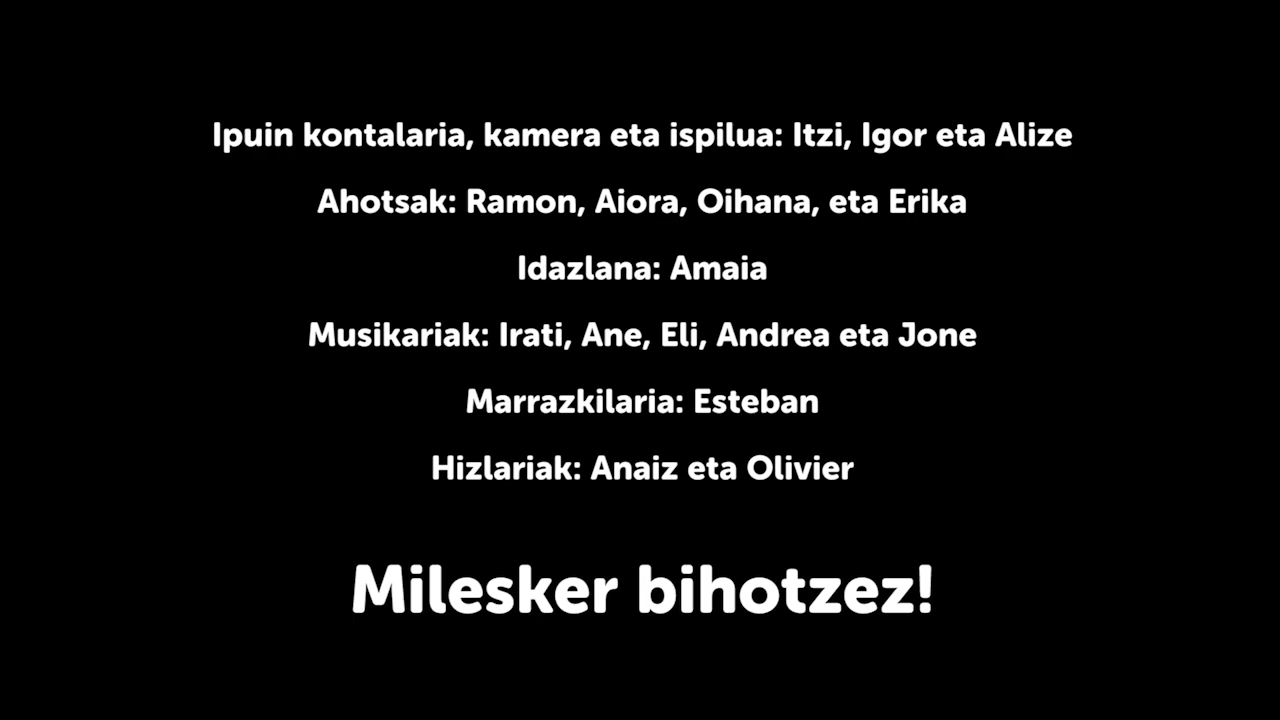 Ipuin kontalaria, kamera eta ispilua: Itzi, Igor eta Alize
Ahotsak: Ramon, Aiora, Oihana, eta Erika
Idazlana: Amaia
Musikariak: Irati, Ane, Eli, Andrea eta Jone
Marrazkilaria: Esteban
Hizlariak: Anaiz eta Olivier
Milesker bihotzez!